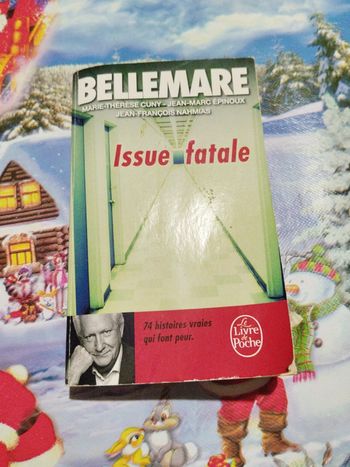 BELLEMARE
MARIE-THÉRÈSE CUNY - JEAN-MARC ÉPINOUX
JEAN-FRANÇOIS NAHMIAS
Issue fatale
74 histoires vraies
qui font peur.
Le
Livre
de
Poche